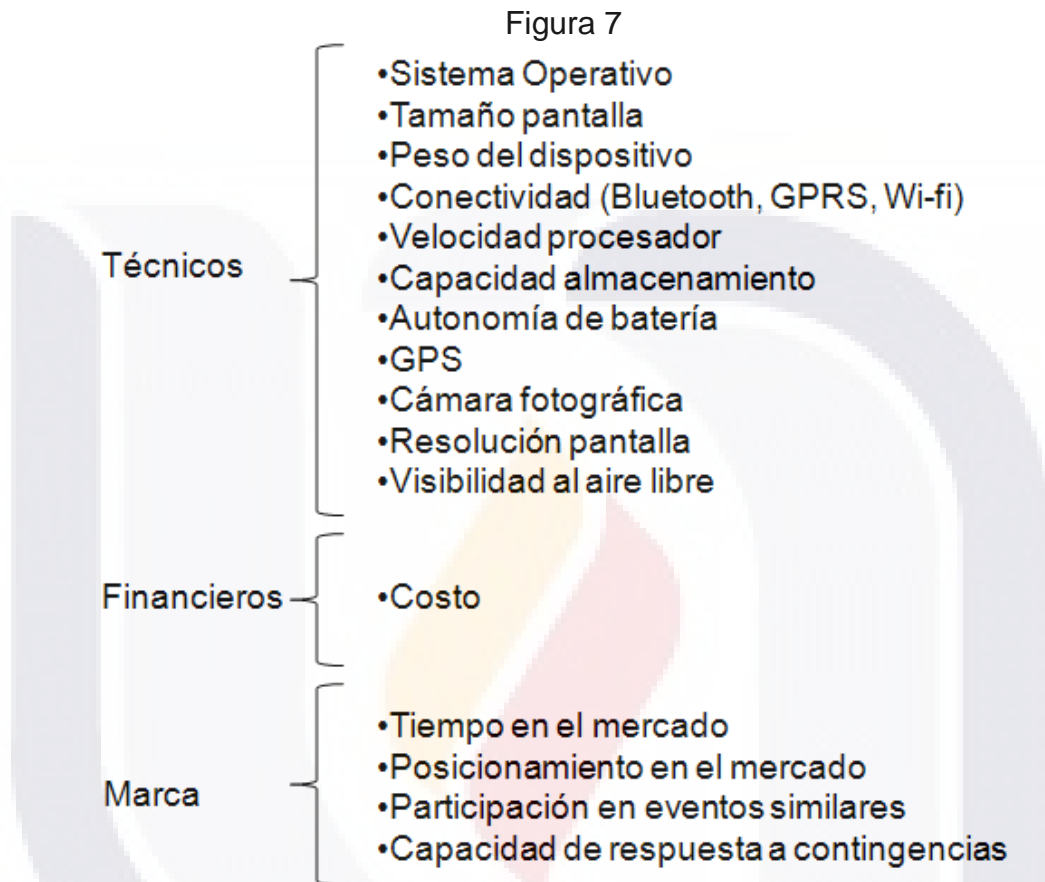 Figura 7
Técnicos
•Sistema Operativo
•Tamaño pantalla
•Peso del dispositivo
•Conectividad (Bluetooth, GPRS, Wi-fi)
•Velocidad procesador
•Capacidad almacenamiento
•Autonomía de batería
•GPS
•Cámara fotográfica
•Resolución pantalla
•Visibilidad al aire libre
Financieros
•Costo
Marca
•Tiempo en el mercado
•Posicionamiento en el mercado
•Participación en eventos similares
•Capacidad de respuesta a contingencias